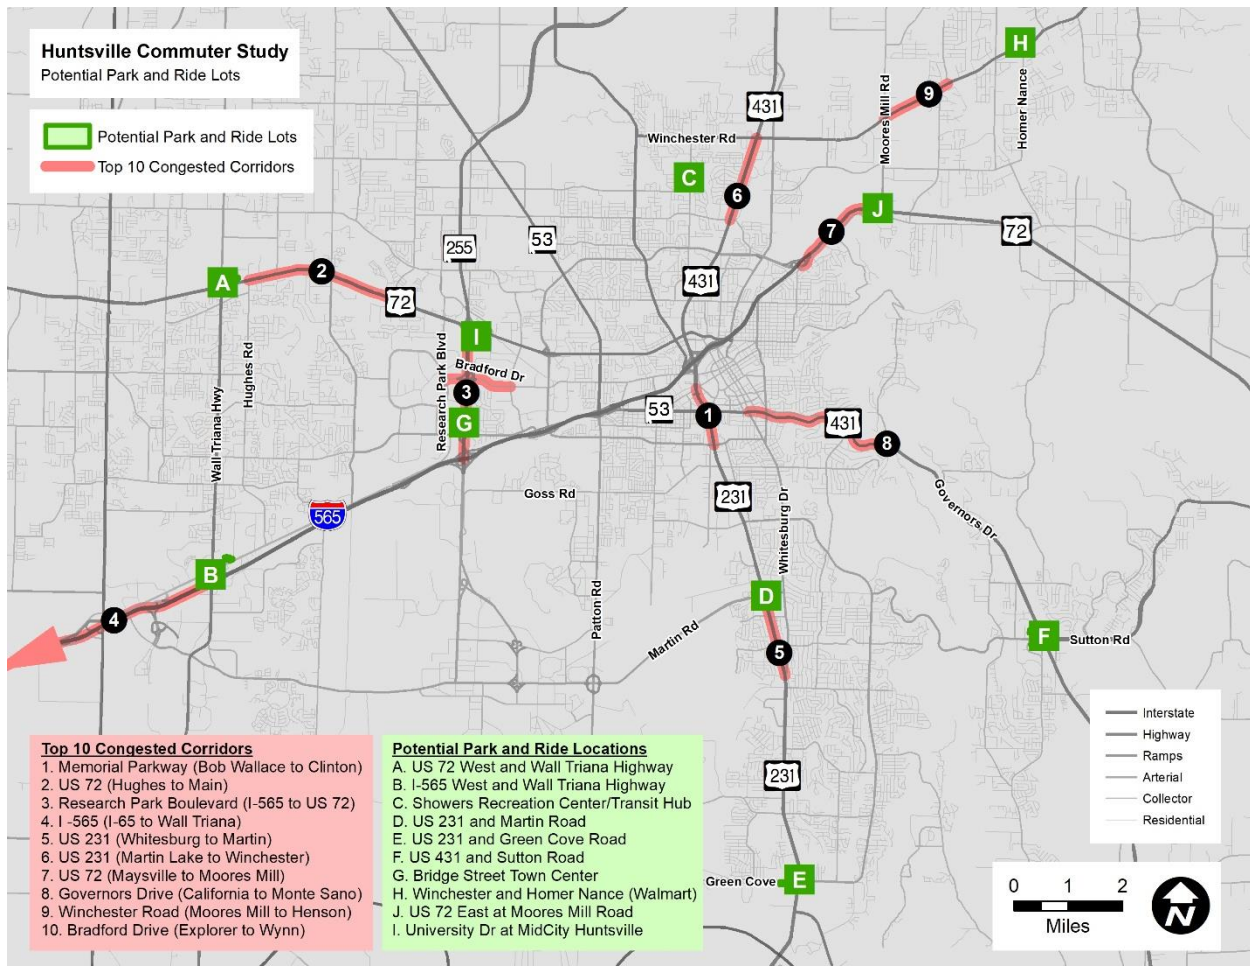 Huntsville Commuter Study
Potential Park and Ride Lots
Potential Park and Ride Lots
Top 10 Congested Corridors
H
9
431
Moores Mill Rd
Homer Nance
Winchester Rd
C
6
J
7
72
255
53
431
A
2
72
I
Research Park Blvd
Bradford Dr
3
Hughes Rd
Wall-Triana Hwy
G
53
1
431
8
Goss Rd
231
Whitesburg Dr
Governors Dr
565
B
4
D
Patton Rd
Martin Rd
5
F
Sutton Rd
231
Green Cove
E
Top 10 Congested Corridors
1. Memorial Parkway (Bob Wallace to Clinton)
2. US 72 (Hughes to Main)
3. Research Park Boulevard (I-565 to US 72)
4. I -565 (I-65 to Wall Triana)
5. US 231 (Whitesburg to Martin)
6. US 231 (Martin Lake to Winchester)
7. US 72 (Maysville to Moores Mill)
8. Governors Drive (California to Monte Sano)
9. Winchester Road (Moores Mill to Henson)
10. Bradford Drive (Explorer to Wynn)
Potential Park and Ride Locations
A. US 72 West and Wall Triana Highway
B. I-565 West and Wall Triana Highway
C. Showers Recreation Center/Transit Hub
D. US 231 and Martin Road
E. US 231 and Green Cove Road
F. US 431 and Sutton Road
G. Bridge Street Town Center
H. Winchester and Homer Nance (Walmart)
J. US 72 East at Moores Mill Road
I. University Dr at MidCity Huntsville
Interstate
Highway
Ramps
Arterial
Collector
Residential
0 1 2
Miles
N